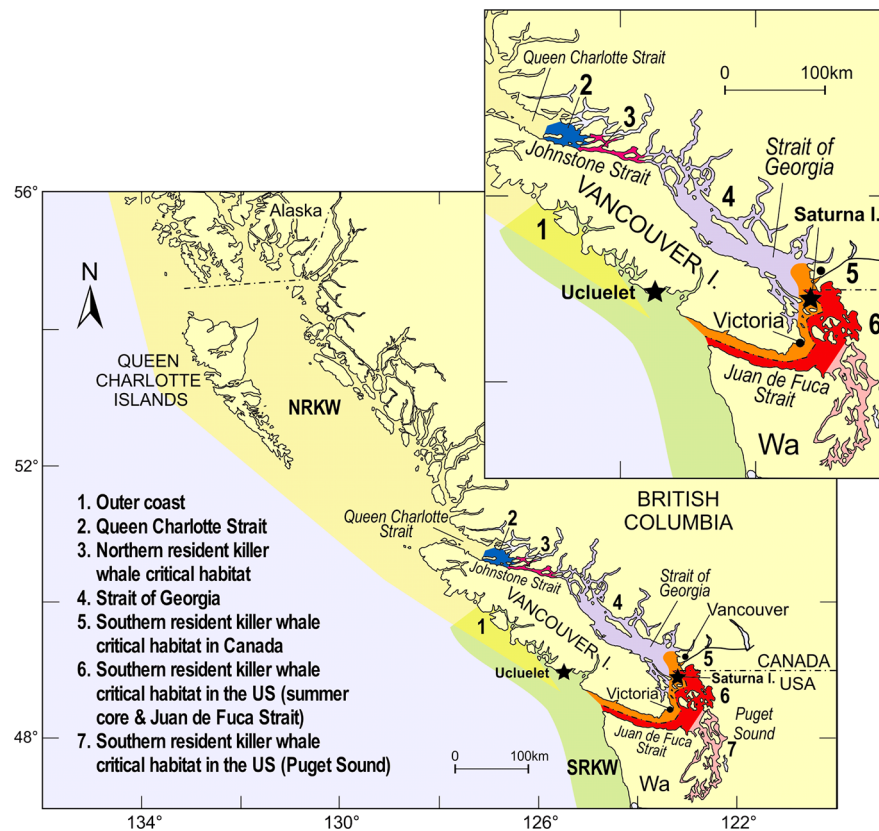 Queen Charlotte Strait
2
3
0
100km
Johnstone Strait
Strait of
Georgia
4
VANCOUVER I.
Saturna I.
1
5
Ucluelet
Victoria
6
Juan de Fuca
Strait
Wa
56°
Alaska
N
QUEEN
CHARLOTTE
ISLANDS
NRKW
52°
1. Outer coast
2. Queen Charlotte Strait
3. Northern resident killer
whale critical habitat
4. Strait of Georgia
5. Southern resident killer whale
critical habitat in Canada
6. Southern resident killer whale
critical habitat in the US (summer
core & Juan de Fuca Strait)
7. Southern resident killer whale
critical habitat in the US (Puget Sound)
BRITISH
COLUMBIA
Queen Charlotte
Strait
2
3
Johnstone Strait
Strait of
Georgia
4
VANCOUVER I.
Vancouver
1
5
CANADA
Ucluelet
Saturna I.
USA
Victoria
6
Puget
Sound
Juan de Fuca
Strait
7
0
100km
SRKW
Wa
48°
134°
130°
126°
122°